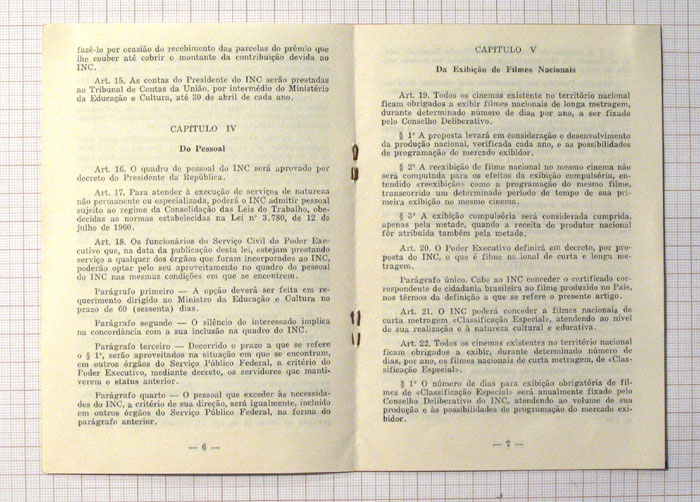 fazê-lo por ocasião do recebimento das parcelas do prêmio que
lhe couber até cobrir o montante da contribuição devida ao
INC.
Art. 15. As contas do Presidente do INC serão prestadas
ao Tribunal de Contas da União, por intermédio do Ministério
da Educação e Cultura, até 30 de abril de cada ano.
CAPITULO IV
Do Pessoal
Art. 16. O quadro de pessoal do INC será aprovado por
decreto do Presidente da República.
Art. 17. Para atender à execução de serviços de natureza
não permanente ou especializada, poderá o INC admitir pessoal
sujeito ao regime da Consolidação das Leis do Trabalho, obe-
decidas as normas estabelecidas na Lei nº 3.780, de 12 de
julho de 1960.
Art. 18. Os funcionários do Serviço Civil do Poder Exe-
cutivo que, na data da publicação desta lei, estejam prestando
serviço a qualquer dos órgãos que foram incorporados ao INC,
poderão optar pelo seu aproveitamento no quadro do pessoal
do INC nas mesmas condições em que se encontrem.
Parágrafo primeiro — A opção deverá ser feita em re-
querimento dirigido ao Ministro da Educação e Cultura no
prazo de 60 (sessenta) dias.
Parágrafo segundo — O silêncio do interessado implica
na concordância com a sua inclusão na quadro do INC.
Parágrafo terceiro — Decorrido o prazo a que se refere
o § 1º, serão aproveitados na situação em que se encontram,
em outros órgãos do Serviço Público Federal, a critério do
Poder Executivo, mediante decreto, os servidores que manti-
verem o status anterior.
Parágrafo quarto — O pessoal que exceder às necessida-
des do INC, a critério de sua direção, será igualmente, incluído
em outros órgãos do Serviço Público Federal, na forma do
parágrafo anterior.
— 6 —
CAPITULO V
Da Exibição de Filmes Nacionais
Art. 19. Todos os cinemas existente no território nacional
ficam obrigados a exibir filmes nacionais de longa metragem,
durante determinado número de dias por ano, a ser fixado
pelo Conselho Deliberativo.
§ 1º A proposta levará em consideração o desenvolvimento
da produção nacional, verificada cada ano, e as possibilidades
de programação do mercado exibidor.
§ 2º A reexibição de filme nacional no mesmo cinema não
será computada para os efeitos da exibição compulsória, en-
tendido «reexibição» como a programação do mesmo filme,
transcorrido um determinado período de tempo de sua pri-
meira exibição no mesmo cinema.
§ 3º A exibição compulsória será considerada cumprida,
apenas pela metade, quando a receita do produtor nacional
fôr atribuída também pela metade.
Art. 20. O Poder Executivo definirá em decreto, por pro-
posta do INC, o que é filme na ional de curta e longa me-
tragem.
Parágrafo único. Cabe ao INC conceder o certificado cor-
respondente de cidadania brasileira ao filme produzido no País,
nos têrmos da definição a que se refere o presente artigo.
Art. 21. O INC poderá conceder a filmes nacionais de
curta metragem «Classificação Especial», atendendo ao nível
de sua realização e à natureza cultural e educativa.
Art. 22. Todos os cinemas existentes no território nacional
ficam obrigados a exibir, durante determinado número de
dias, por ano, os filmes nacionais de curta metragem, de «Clas-
sificação Especial».
§ 1º O número de dias para exibição obrigatória de fil-
mes de «Classificação Especial» será anualmente fixado pelo
Conselho Deliberativo do INC, atendendo ao volume de sua
produção e às possibilidades de programação do mercado exi-
bidor.
— 7 —